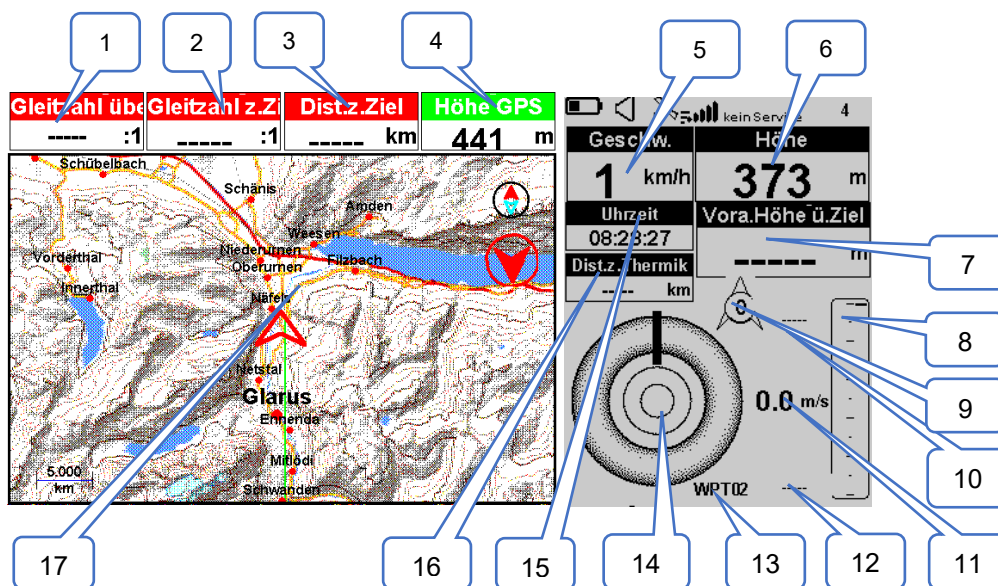 1
2
3
4
5
6
Gleitzahl übe
Gleitzahl z.Zi
Dist.z.Ziel
Höhe GPS
----- :1
----- :1
----- km
441 m
Schübelbach
Schänis
Amden
Weesen
Vorderthal
Niederurnen
Oberurnen
Filzbach
Innerthal
Näfels
Netstal
Glarus
Ennenda
Mitlödi
Schwanden
5.000
km
kein Service
4
Geschw.
Höhe
1 km/h
373 m
Uhrzeit
Vora.Höhe ü.Ziel
08:28:27
----- m
Dist.z.Thermik
---- km
0.0 m/s
WPT02
----
7
8
9
10
11
12
13
14
15
16
17